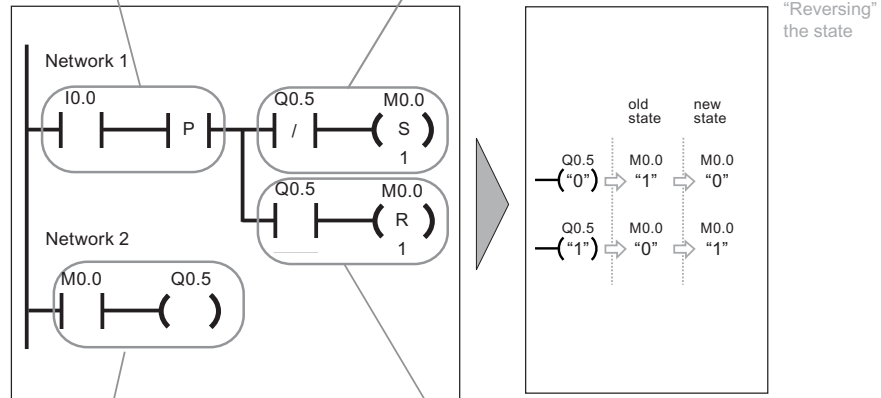 “Reversing”
the state
Network 1
I0.0
P
Q0.5
/
M0.0
S
1
Q0.5
M0.0
R
1
Network 2
M0.0
Q0.5
old
state
new
state
Q0.5
“0”
M0.0
“1”
M0.0
“0”
Q0.5
“1”
M0.0
“0”
M0.0
“1”